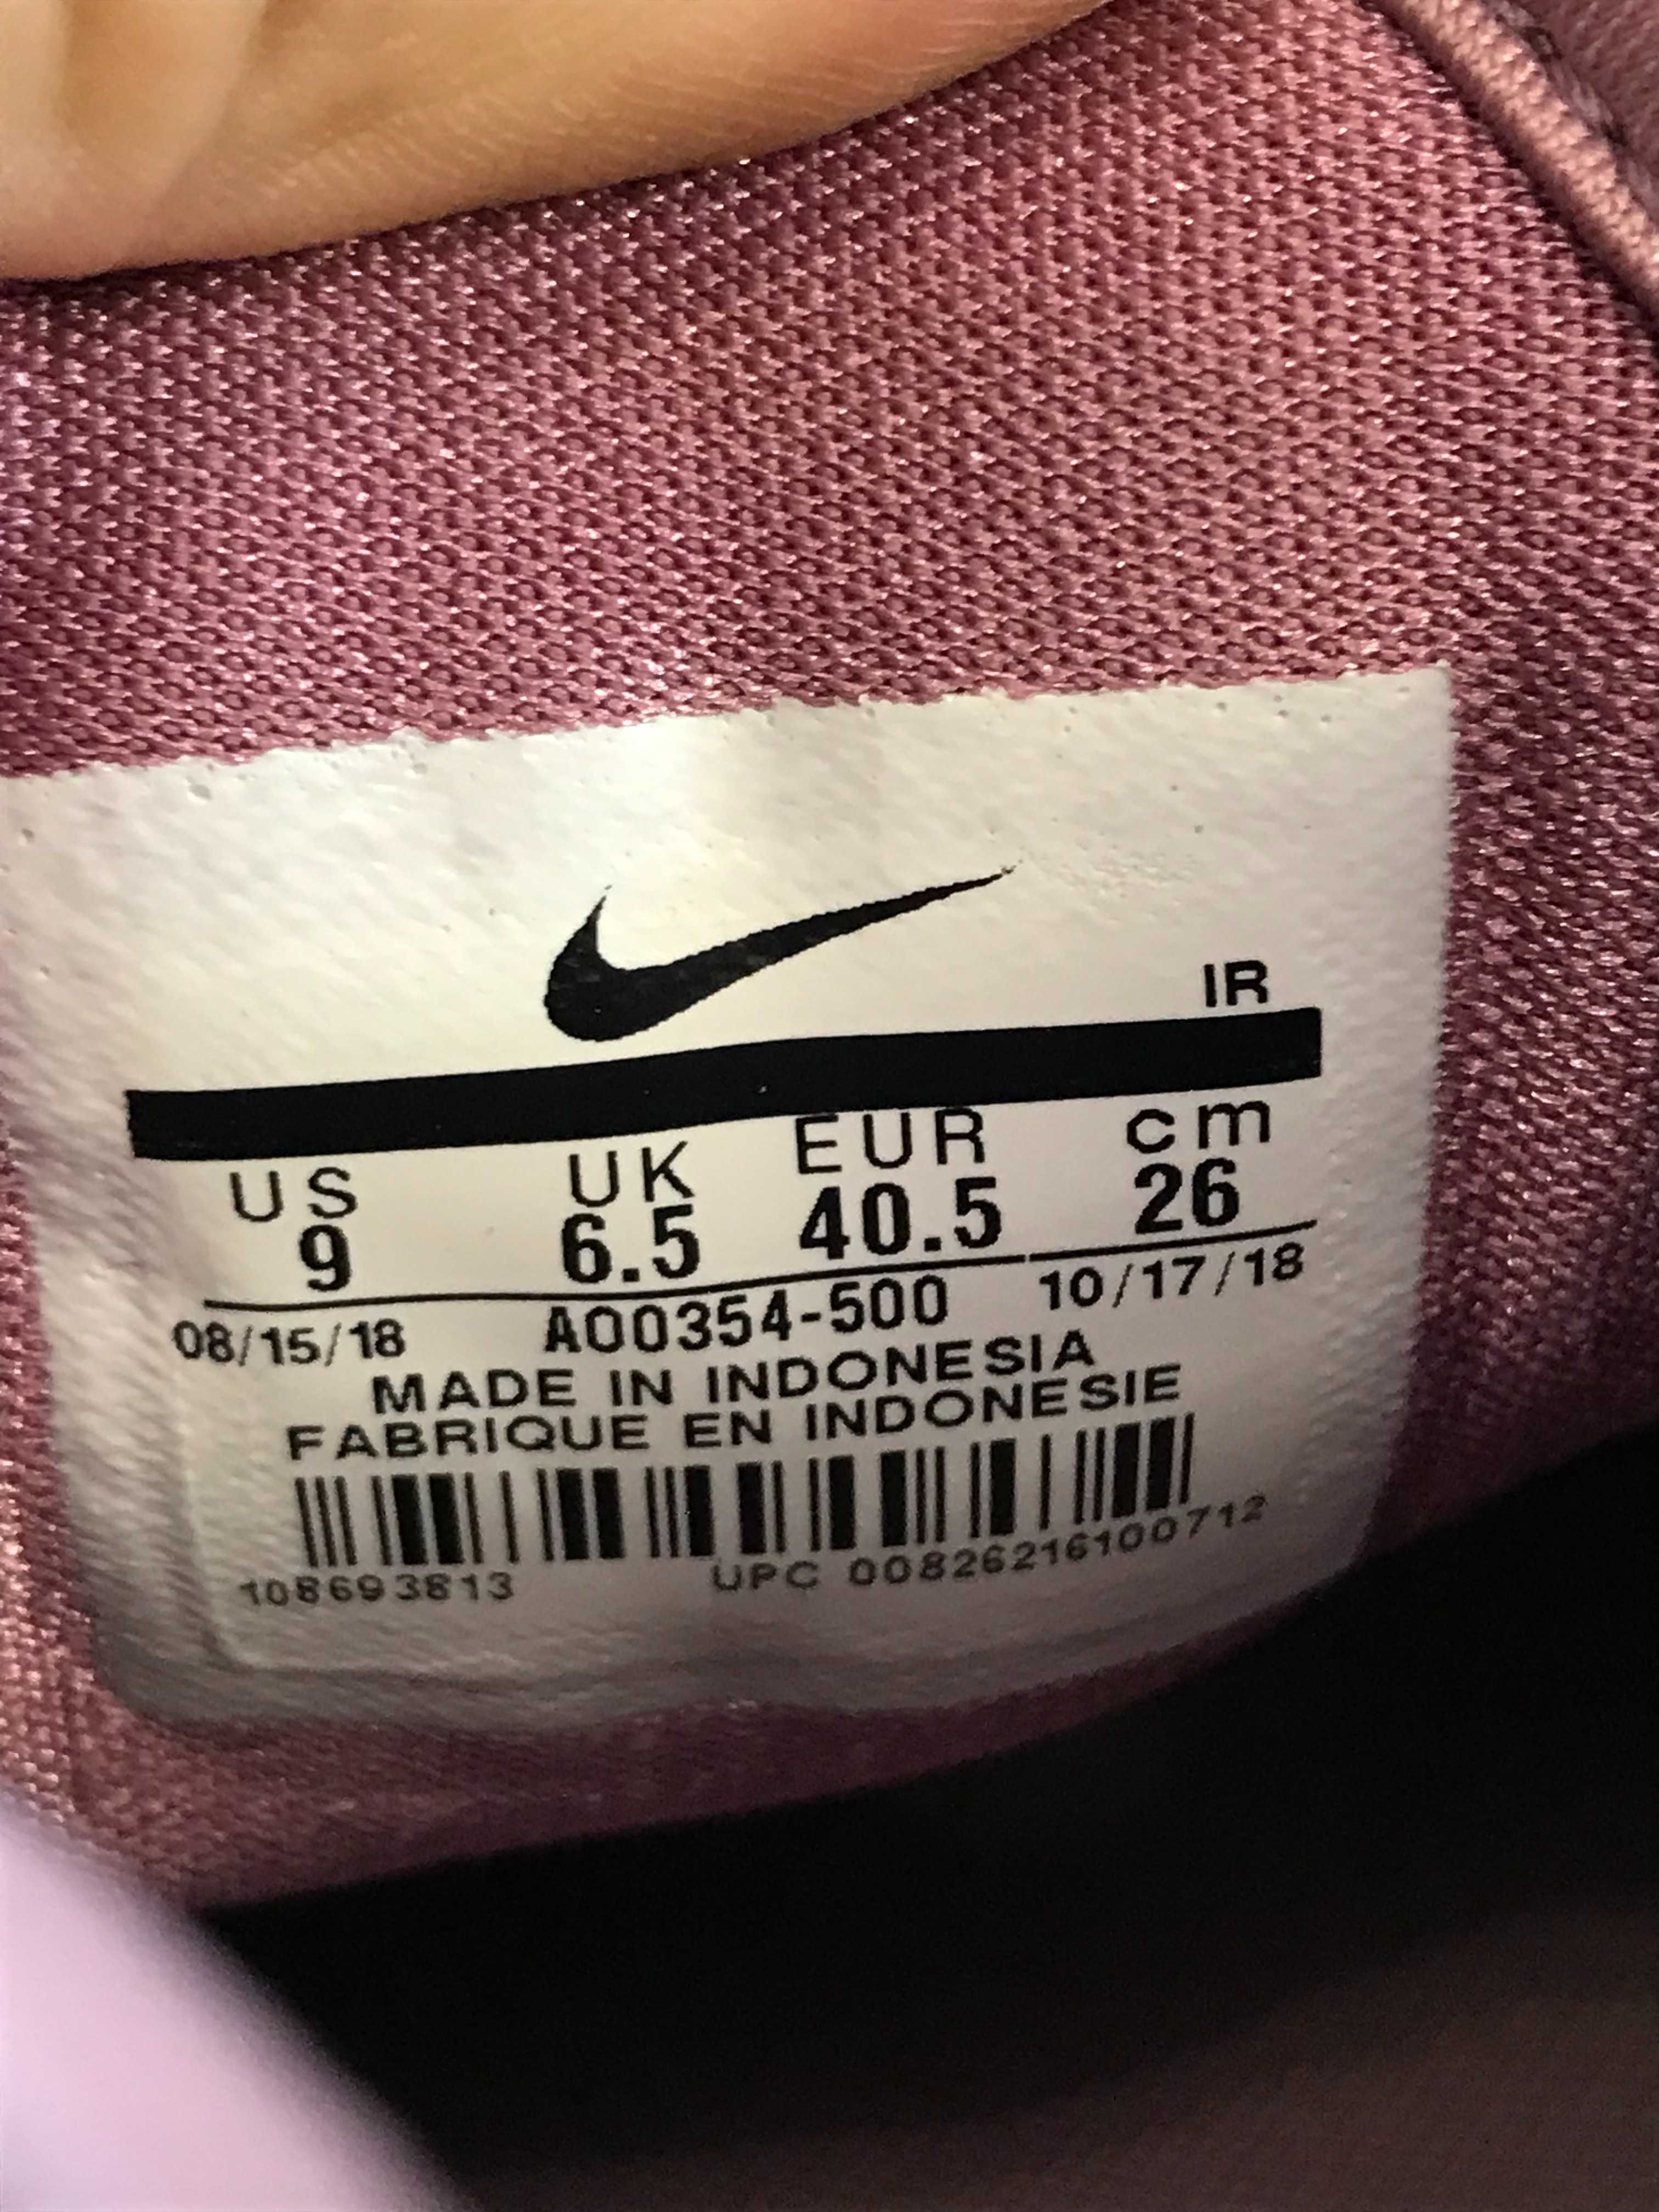 IR
US UK EUR cm
9 6.5 40.5 26
08/15/18 AO0354-500 10/17/18
MADE IN INDONESIA
FABRIQUE EN INDONESIE
108693813 UPC 00826216100712